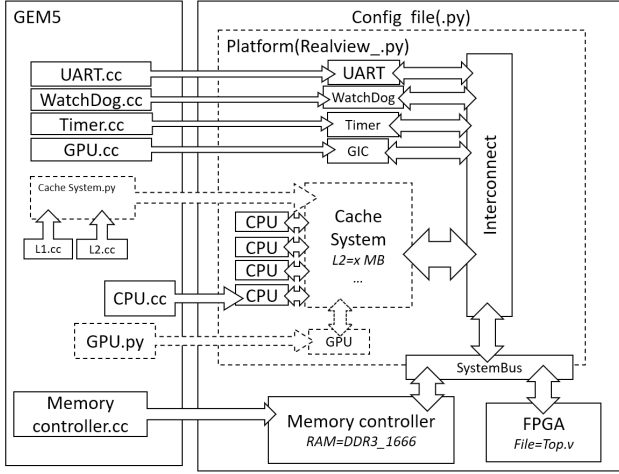 GEM5
Config file(.py)
Platform(Realview_.py)
UART.cc
UART
WatchDog.cc
WatchDog
Timer.cc
Timer
GPU.cc
GIC
Interconnect
Cache System.py
L1.cc
L2.cc
CPU
CPU
CPU
CPU
Cache
System
L2=x MB
...
CPU.cc
GPU.py
GPU
SystemBus
Memory
controller.cc
Memory controller
RAM=DDR3_1666
FPGA
File=Top.v